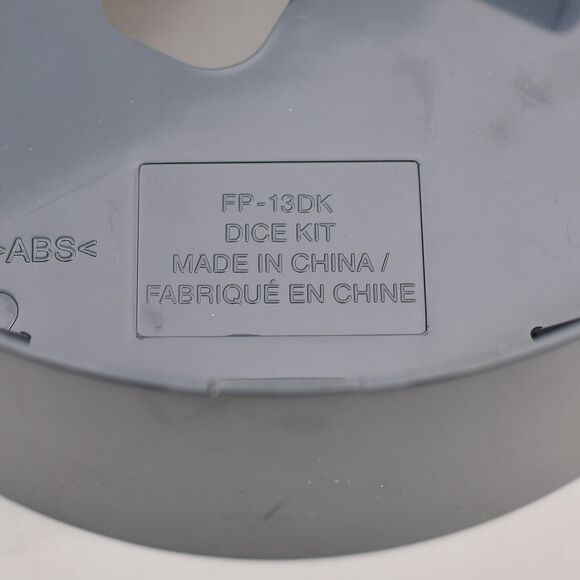 FP-13DK
DICE KIT
MADE IN CHINA /
FABRIQUÉ EN CHINE
>ABS<